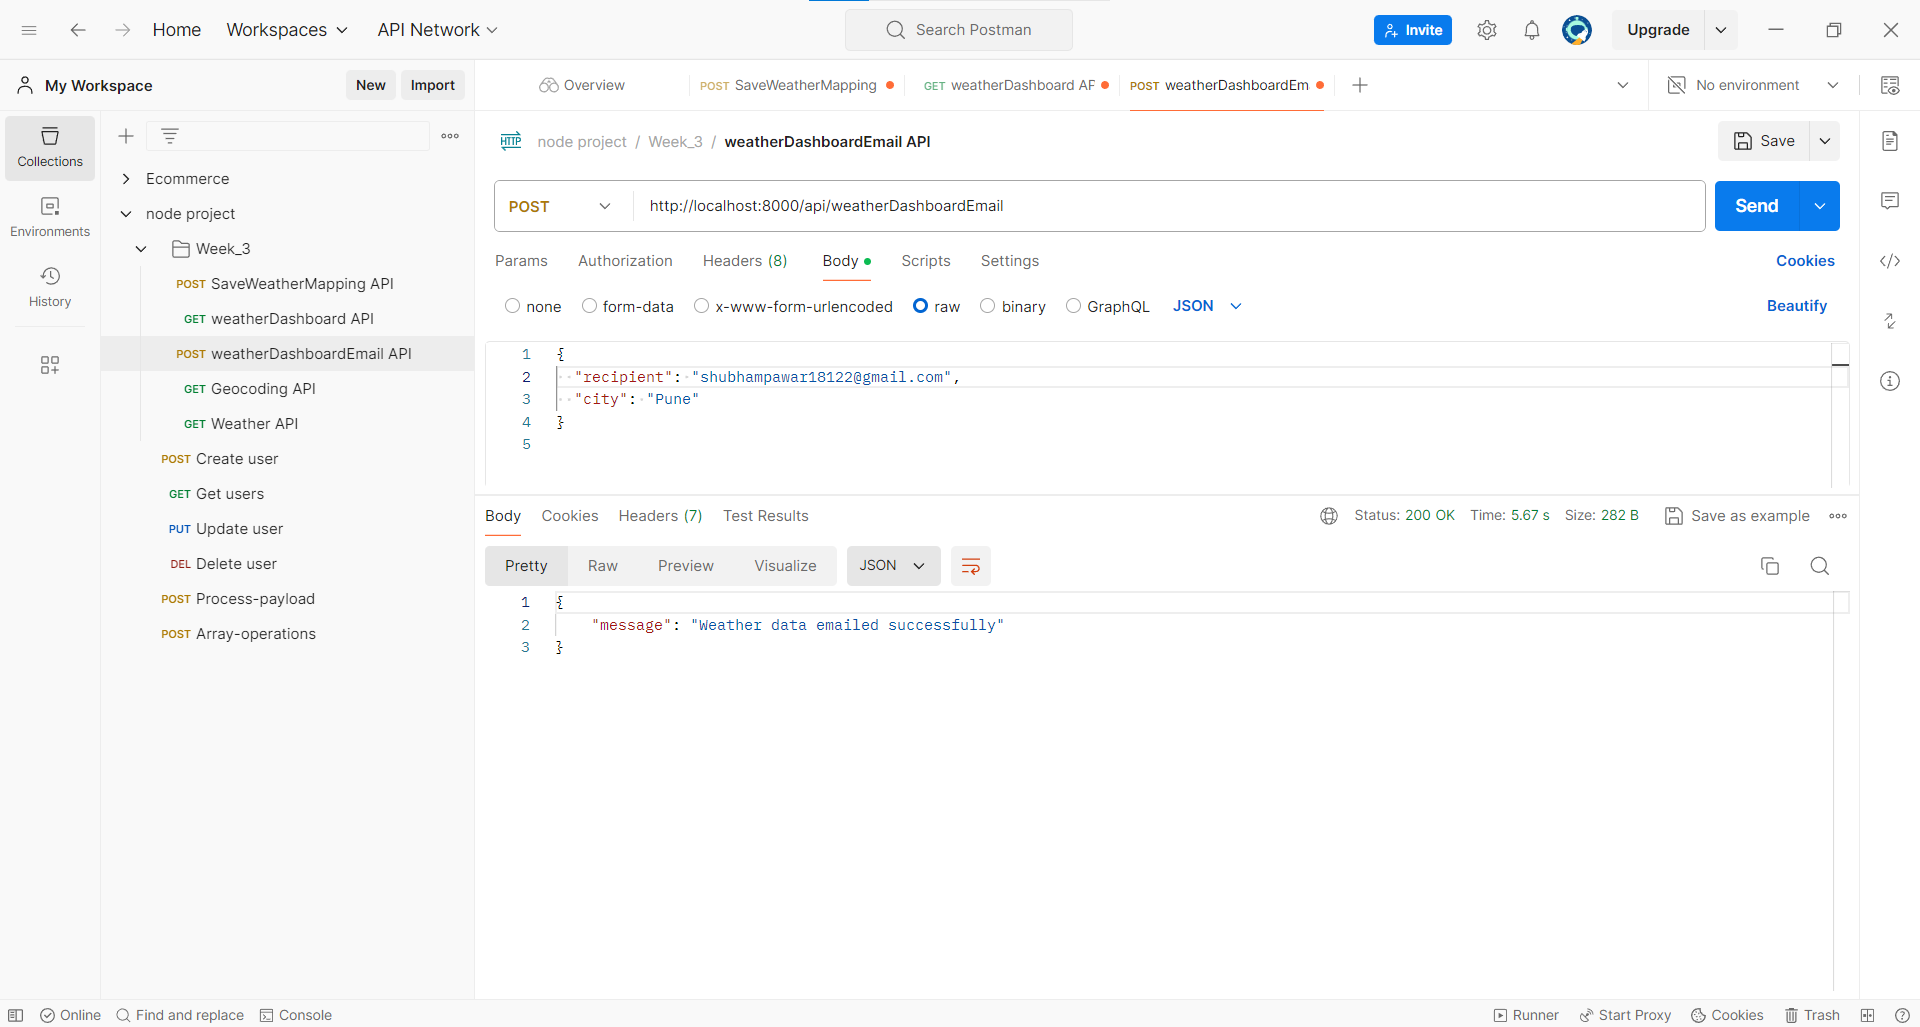 Home Workspaces API Network Search Postman Invite Upgrade
My Workspace New Import
Overview POST SaveWeatherMapping GET weatherDashboard AP POST weatherDashboardEm No environment
Collections
Environments
History
Ecommerce
node project
Week_3
POST SaveWeatherMapping API
GET weatherDashboard API
POST weatherDashboardEmail API
GET Geocoding API
GET Weather API
POST Create user
GET Get users
PUT Update user
DEL Delete user
POST Process-payload
POST Array-operations
HTTP node project / Week_3 / weatherDashboardEmail API Save
POST http://localhost:8000/api/weatherDashboardEmail Send
Params Authorization Headers (8) Body Scripts Settings Cookies
none form-data x-www-form-urlencoded raw binary GraphQL JSON Beautify
1 {
2 "recipient": "shubhampawar18122@gmail.com",
3 "city": "Pune"
4 }
5
Body Cookies Headers (7) Test Results Status: 200 OK Time: 5.67 s Size: 282 B Save as example
Pretty Raw Preview Visualize JSON
1 {
2 "message": "Weather data emailed successfully"
3 }
Online Find and replace Console Runner Start Proxy Cookies Trash